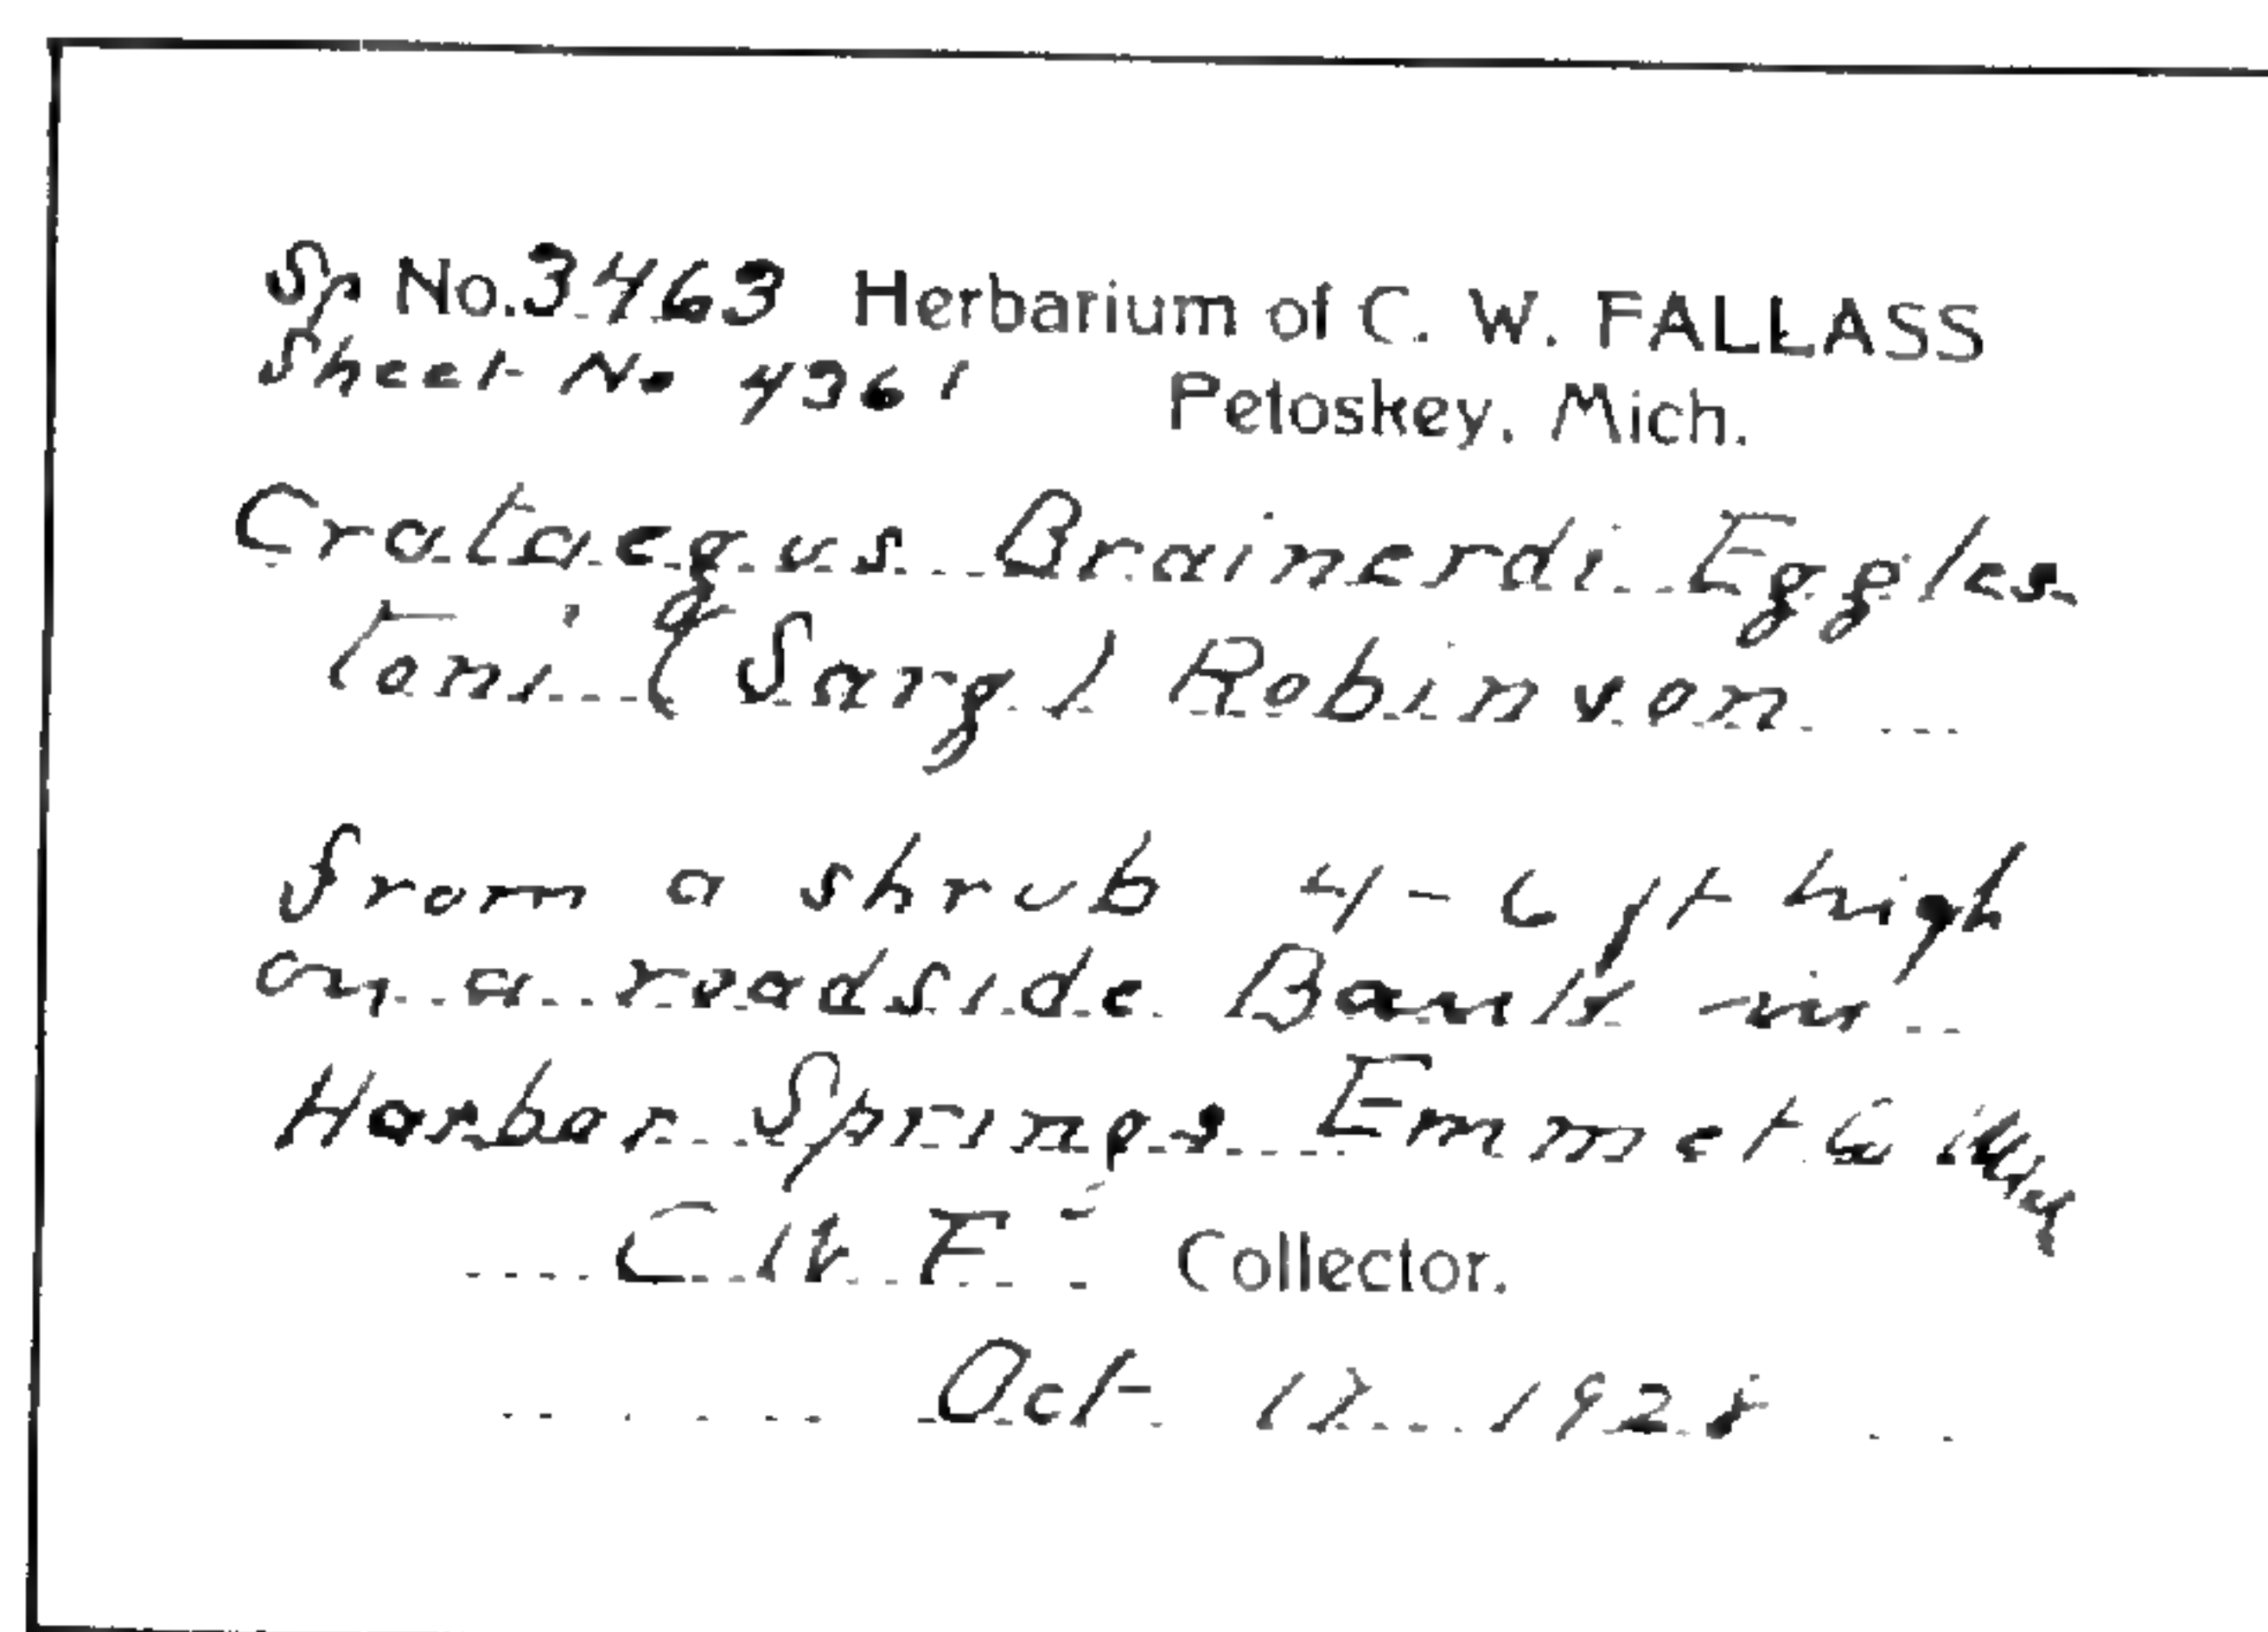 Sp No. 3463 Herbarium of C. W. FALLASS
Sheet No 4361 Petoskey, Mich.
Crataegus Brainerdi Eggles
toni (Sarg) Robinson
From a shrub 4-6 ft high
on a roadside Bank in
Harbor Springs Emmet Co
C W F Collector.
Oct 12 192